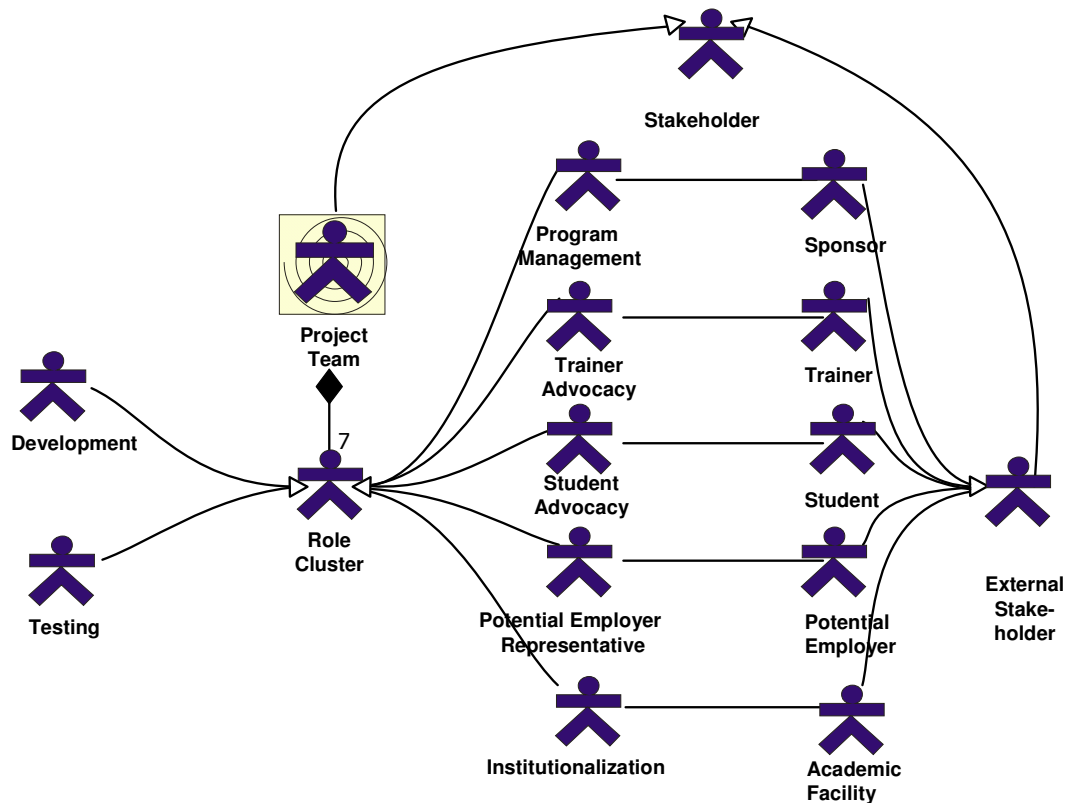 Stakeholder
Program
Management
Sponsor
Project
Team
Trainer
Advocacy
Trainer
Development
7
Student
Advocacy
Student
Role
Cluster
External
Stake-
holder
Testing
Potential Employer
Representative
Potential
Employer
Institutionalization
Academic
Facility